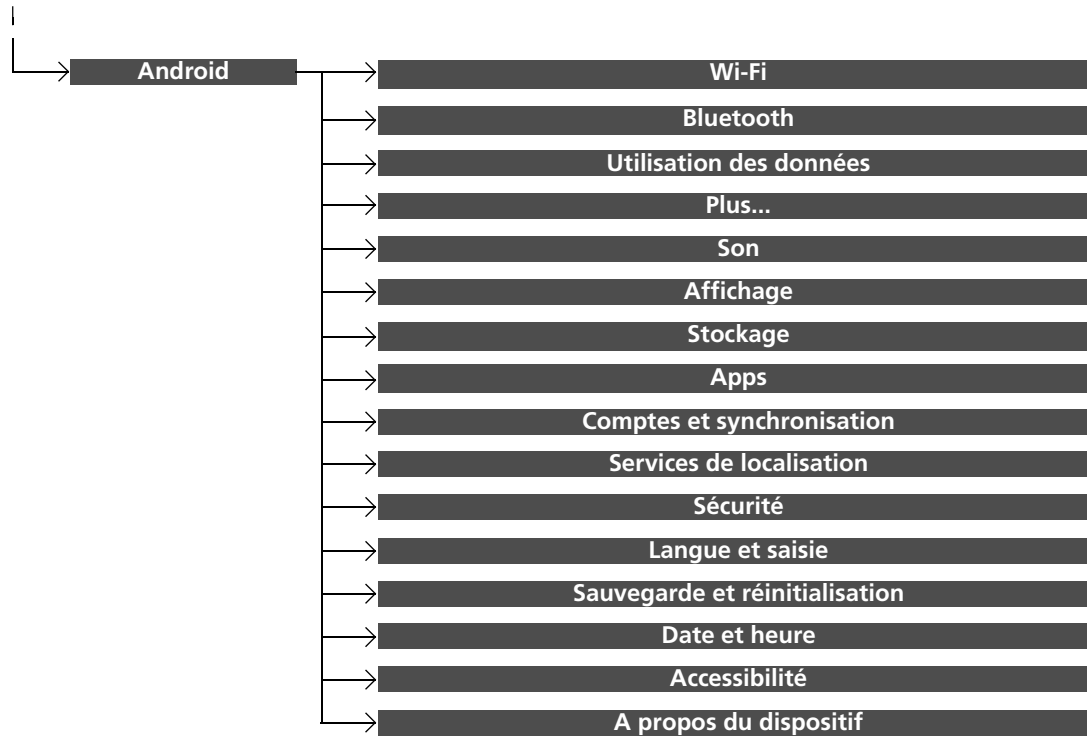 Android
Wi-Fi
Bluetooth
Utilisation des données
Plus...
Son
Affichage
Stockage
Apps
Comptes et synchronisation
Services de localisation
Sécurité
Langue et saisie
Sauvegarde et réinitialisation
Date et heure
Accessibilité
A propos du dispositif